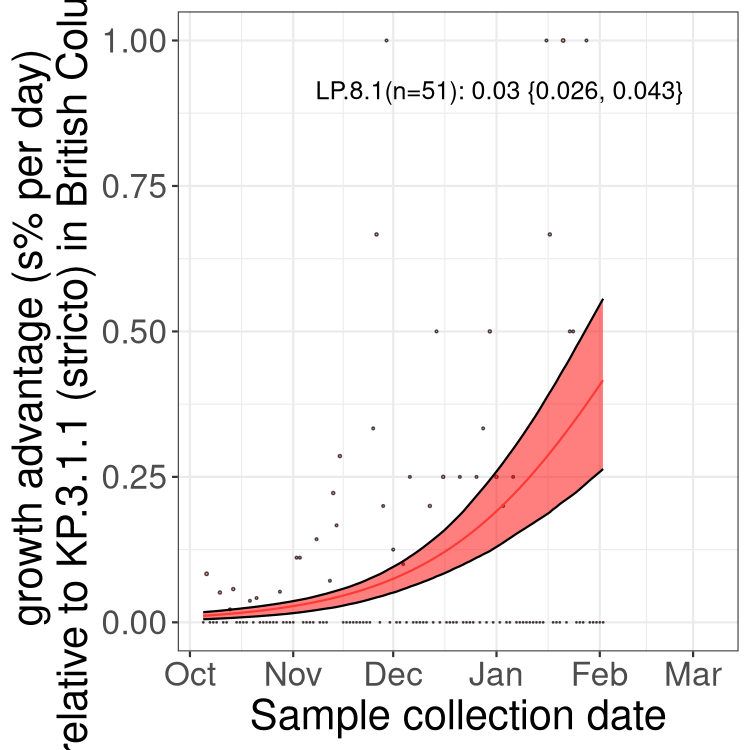 growth advantage (s% per day)
relative to KP.3.1.1 (stricto) in British Colu
1.00
0.75
0.50
0.25
0.00
LP.8.1(n=51): 0.03 {0.026, 0.043}
Oct Nov Dec Jan Feb Mar
Sample collection date